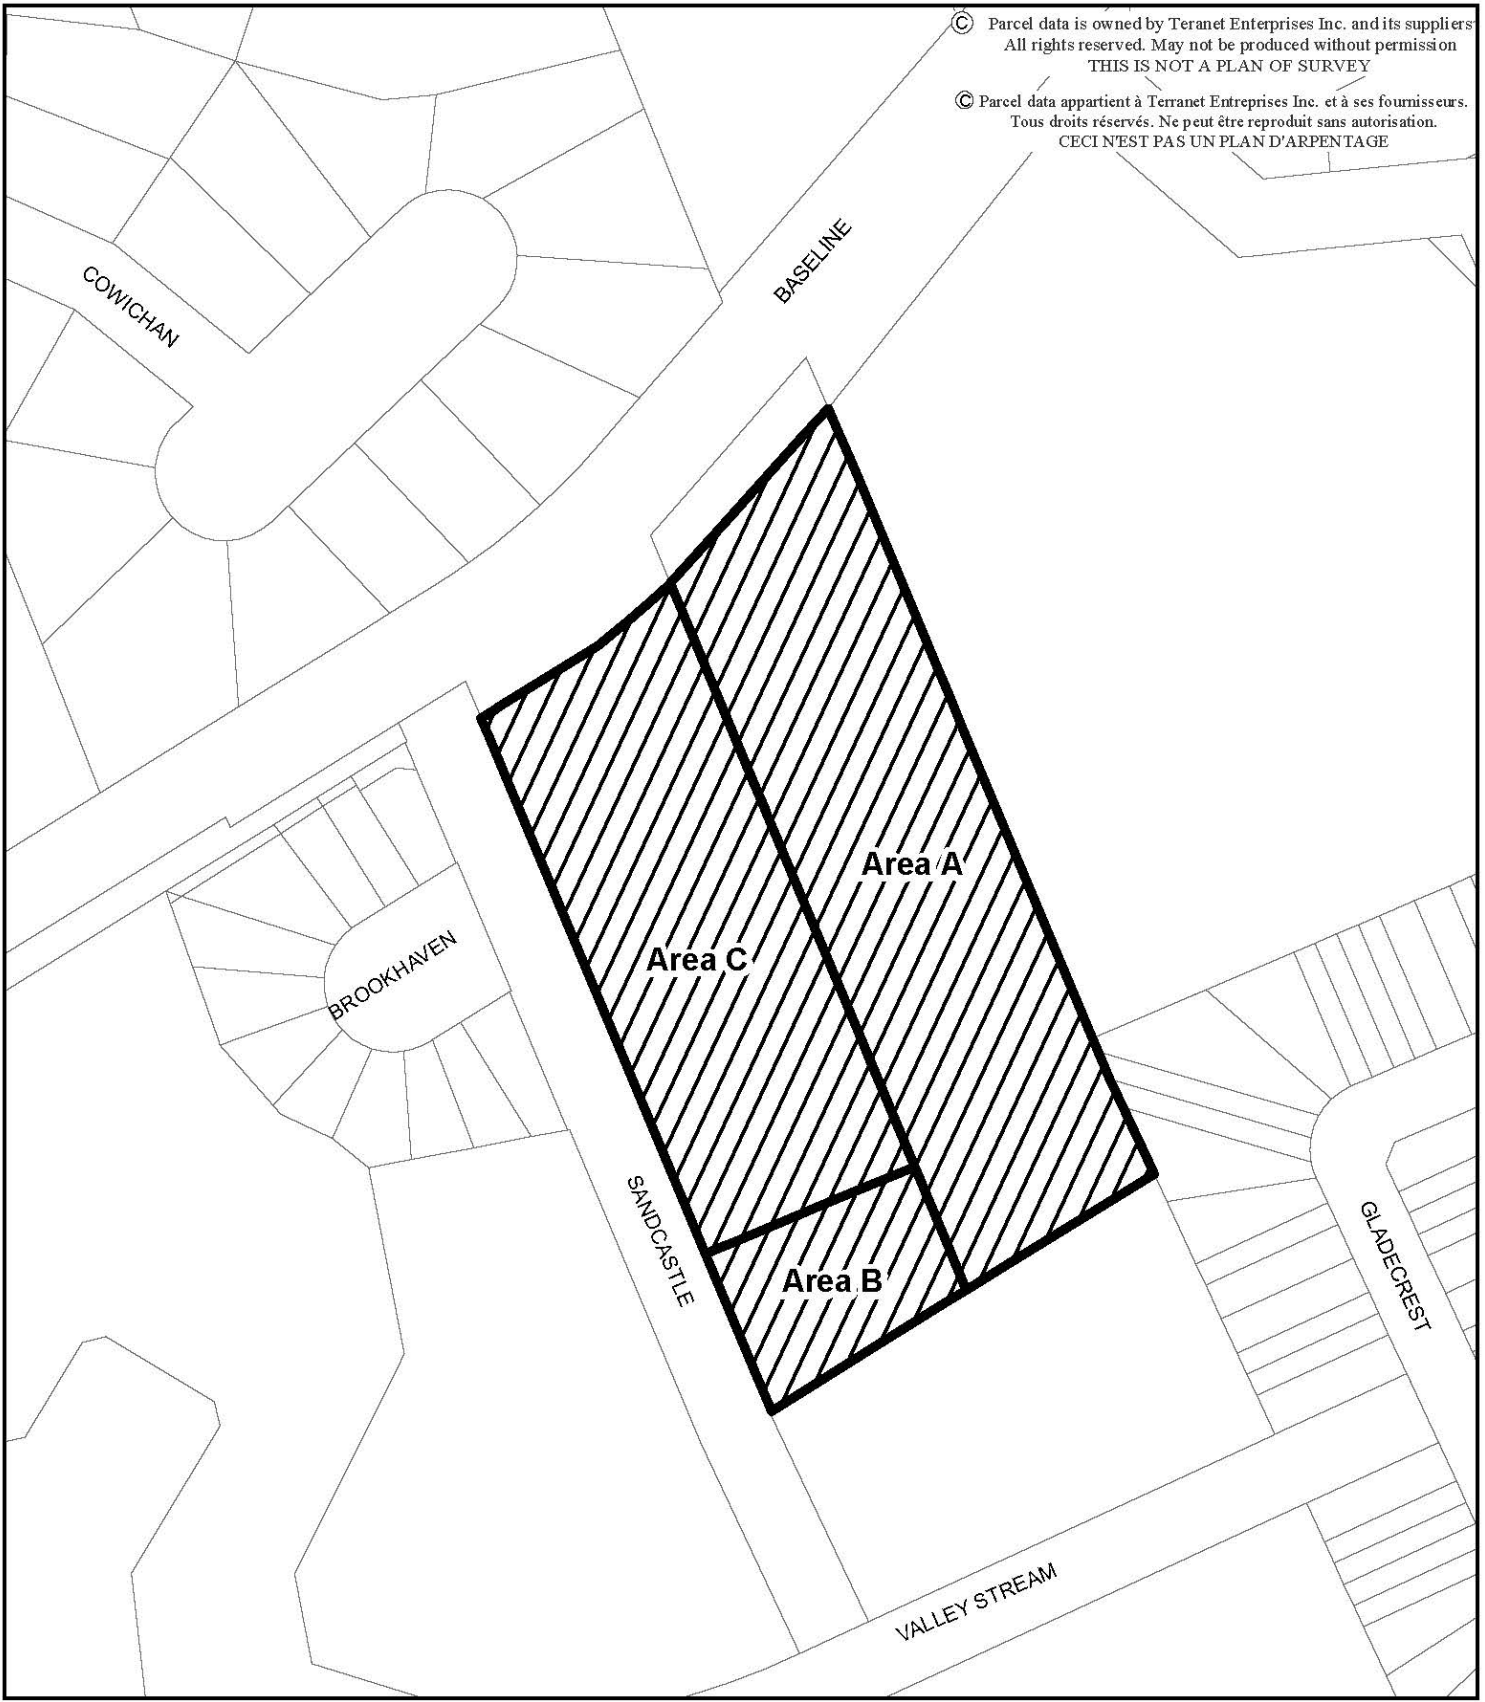 © Parcel data is owned by Teranet Enterprises Inc. and its suppliers
All rights reserved. May not be produced without permission
THIS IS NOT A PLAN OF SURVEY
© Parcel data appartient à Terranet Entreprises Inc. et à ses fournisseurs.
Tous droits réservés. Ne peut être reproduit sans autorisation.
CECI N'EST PAS UN PLAN D'ARPENTAGE
BASELINE
COWICHAN
Area A
BROOKHAVEN
Area C
SANDCASTLE
Area B
GLADECREST
VALLEY STREAM